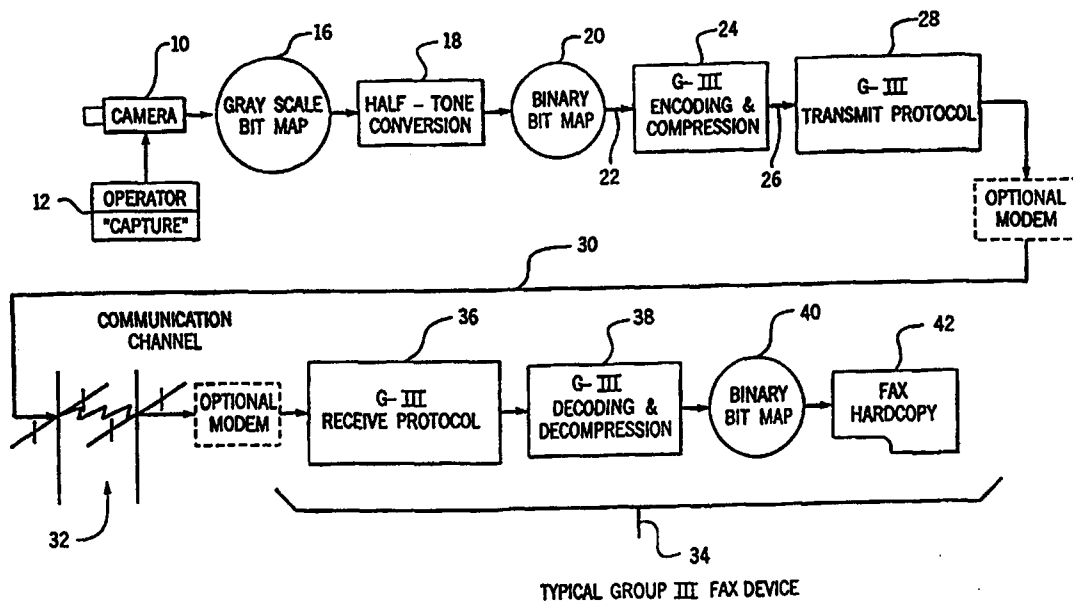 10
16
18
20
24
28
CAMERA
GRAY SCALE
BIT MAP
HALF-TONE
CONVERSION
BINARY
BIT MAP
G-III
ENCODING &
COMPRESSION
G-III
TRANSMIT PROTOCOL
22
26
12
OPERATOR
"CAPTURE"
OPTIONAL
MODEM
30
COMMUNICATION
CHANNEL
36
38
40
42
OPTIONAL
MODEM
G-III
RECEIVE PROTOCOL
G-III
DECODING &
DECOMPRESSION
BINARY
BIT MAP
FAX
HARDCOPY
32
34
TYPICAL GROUP III FAX DEVICE